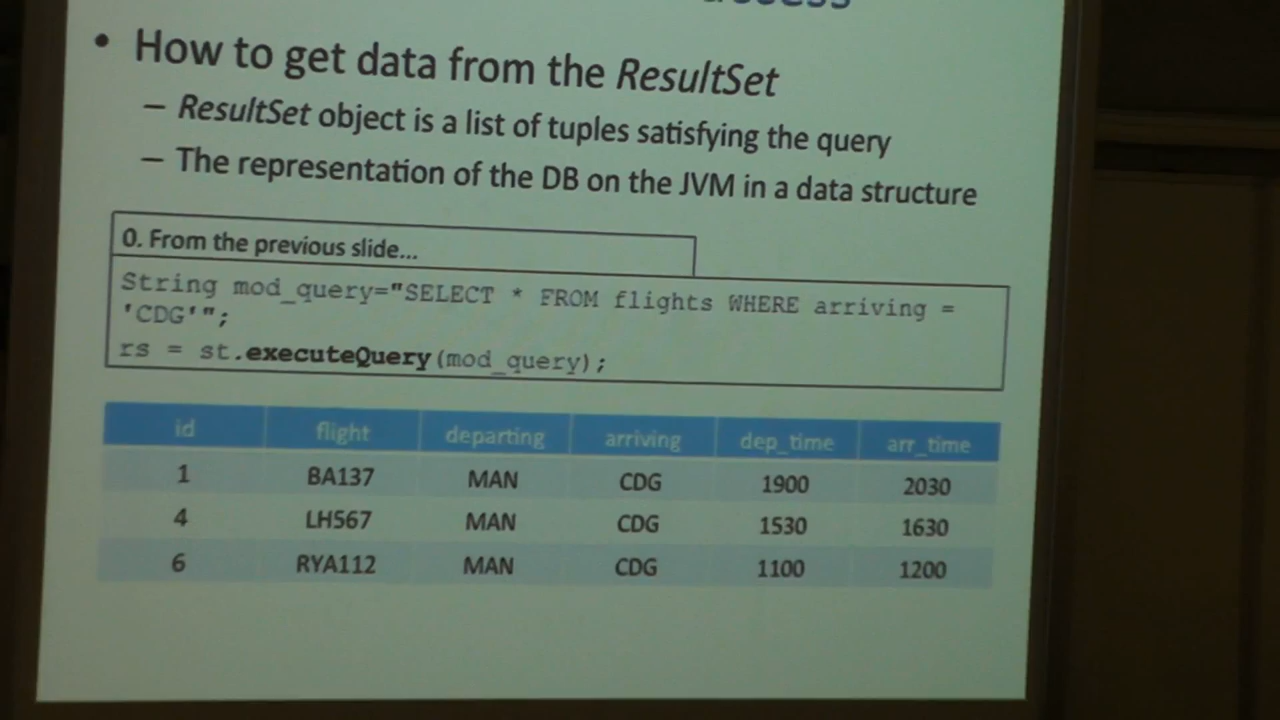 • How to get data from the ResultSet
– ResultSet object is a list of tuples satisfying the query
– The representation of the DB on the JVM in a data structure
0. From the previous slide...
String mod_query="SELECT * FROM flights WHERE arriving =
'CDG'";
rs = st.executeQuery(mod_query);
id flight departing arriving dep_time arr_time
1 BA137 MAN CDG 1900 2030
4 LH567 MAN CDG 1530 1630
6 RYA112 MAN CDG 1100 1200